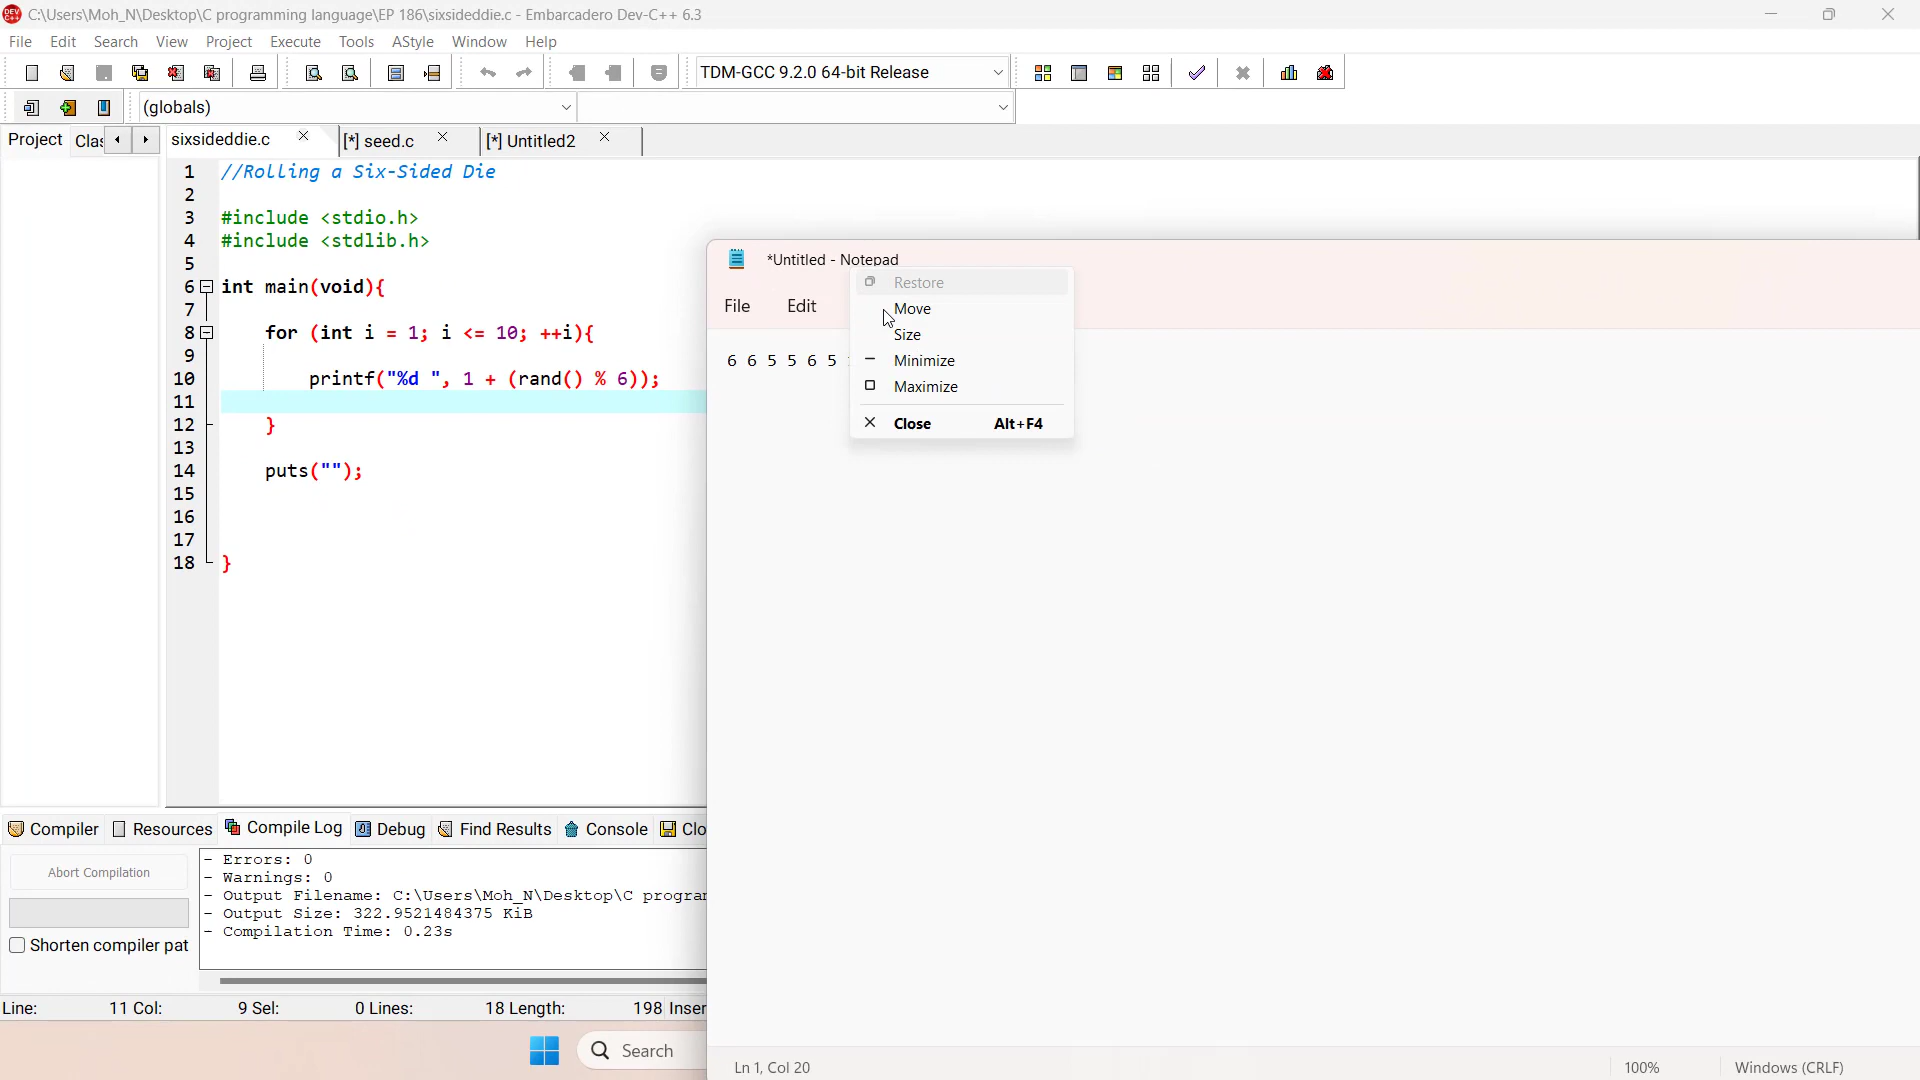 C:\Users\Moh_N\Desktop\C programming language\EP 186\sixsideddie.c - Embarcadero Dev-C++ 6.3
File Edit Search View Project Execute Tools AStyle Window Help
TDM-GCC 9.2.0 64-bit Release
(globals)
Project Clas sixsideddie.c [*] seed.c [*] Untitled2
1 //Rolling a Six-Sided Die
2
3 #include <stdio.h>
4 #include <stdlib.h>
5
6 int main(void){
7
8 for (int i = 1; i <= 10; ++i){
9
10 printf("%d ", 1 + (rand() % 6));
11
12 }
13
14 puts("");
15
16
17
18 }
*Untitled - Notepad
File Edit
6 6 5 5 6 5
Restore
Move
Size
Minimize
Maximize
Close Alt+F4
Ln 1, Col 20 100% Windows (CRLF)
Compiler Resources Compile Log Debug Find Results Console Clo
Abort Compilation
Shorten compiler pat
- Errors: 0
- Warnings: 0
- Output Filename: C:\Users\Moh_N\Desktop\C program
- Output Size: 322.9521484375 KiB
- Compilation Time: 0.23s
Line: 11 Col: 9 Sel: 0 Lines: 18 Length: 198 Inser
Search